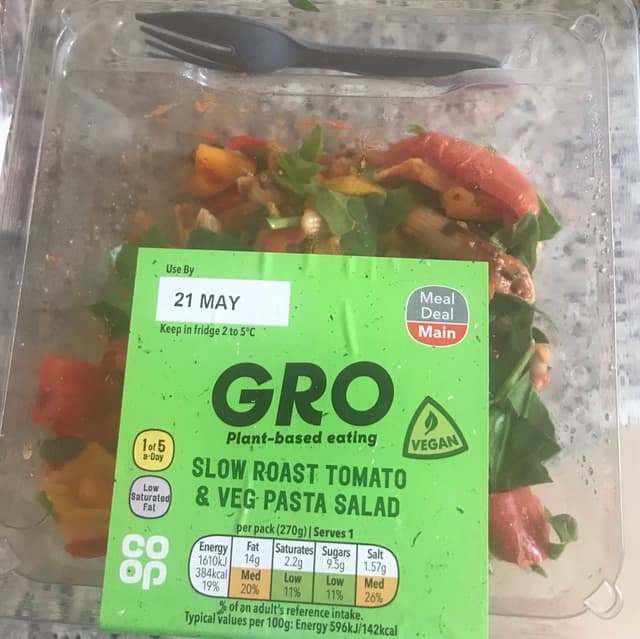 Use By
21 MAY
Keep in fridge 2 to 5°C
Meal
Deal
Main
GRO
Plant-based eating
VEGAN
1 of 5
a-Day
Low
Saturated
Fat
SLOW ROAST TOMATO
& VEG PASTA SALAD
co
op
per pack (270g) | Serves 1
Energy Fat Saturates Sugars Salt
1610kJ 14g 2.2g 9.5g 1.57g
384kcal Med Low Low Med
19% 20% 11% 11% 26%
% of an adult's reference intake.
Typical values per 100g: Energy 596kJ/142kcal